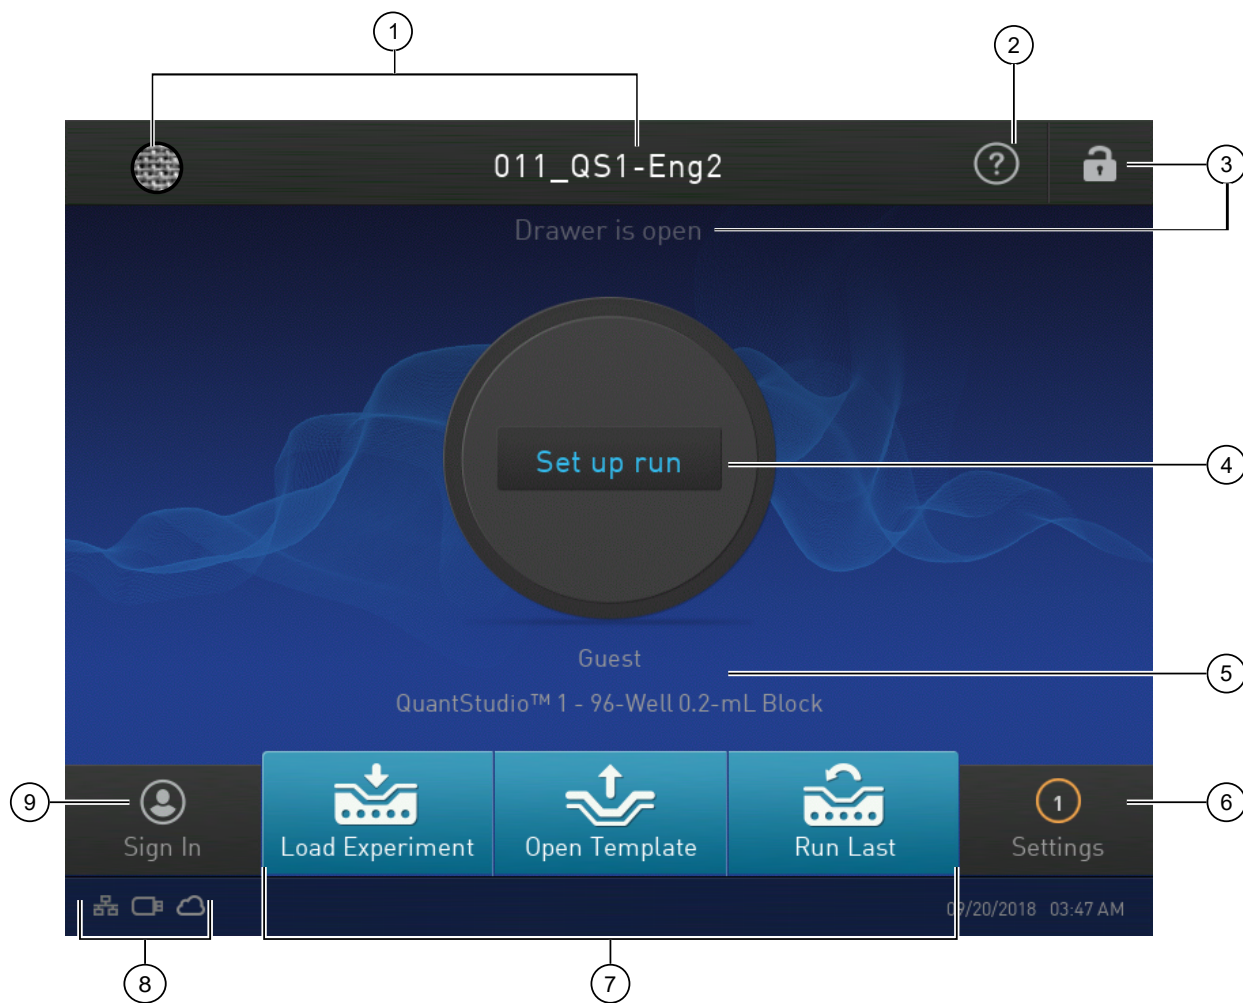 1
2
011_QS1-Eng2
?
3
Drawer is open
Set up run
4
Guest
5
QuantStudio™ 1 - 96-Well 0.2-mL Block
9
1
6
Sign In
Load Experiment
Open Template
Run Last
Settings
09/20/2018 03:47 AM
8
7